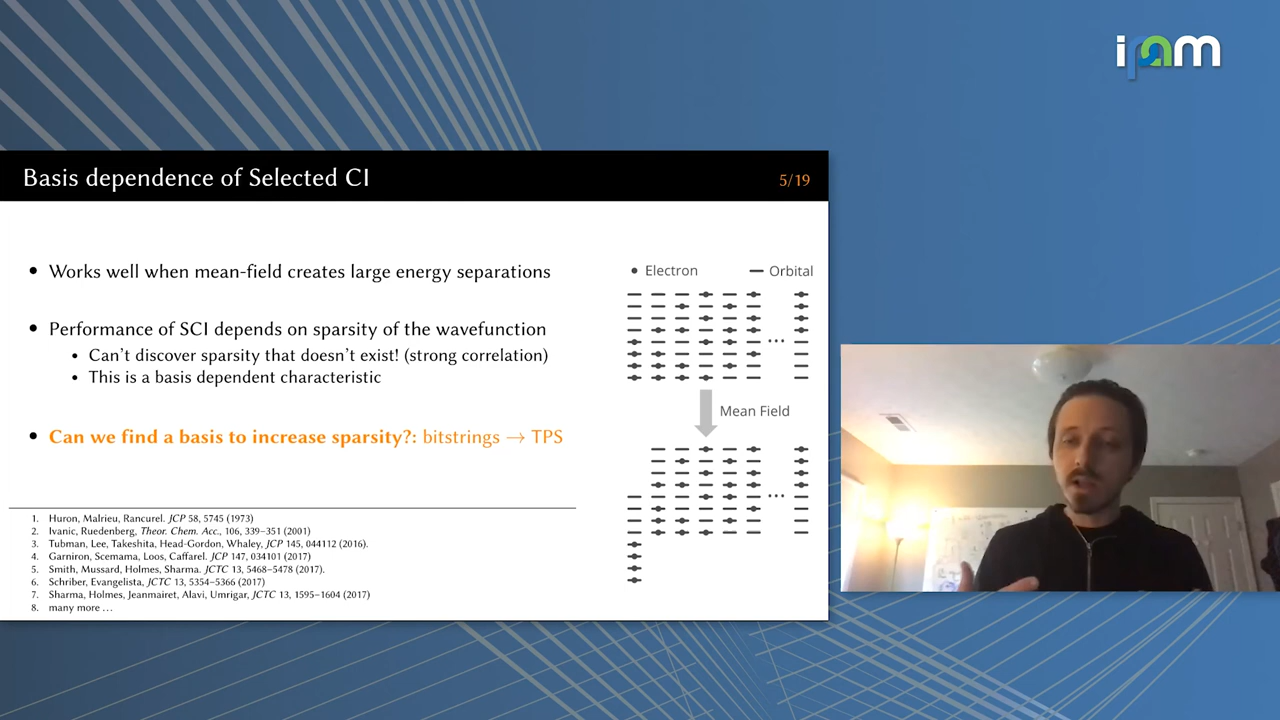 ipam
Basis dependence of Selected CI
5/19
• Works well when mean-field creates large energy separations
• Performance of SCI depends on sparsity of the wavefunction
• Can't discover sparsity that doesn't exist! (strong correlation)
• This is a basis dependent characteristic
• Can we find a basis to increase sparsity?: bitstrings → TPS
Electron
Orbital
...
Mean Field
...
1. Huron, Malrieu, Rancurel. JCP 58, 5745 (1973)
2. Ivanic, Ruedenberg, Theor. Chem. Acc., 106, 339–351 (2001)
3. Tubman, Lee, Takeshita, Head-Gordon, Whaley, JCP 145, 044112 (2016).
4. Garniron, Scemama, Loos, Caffarel. JCP 147, 034101 (2017)
5. Smith, Mussard, Holmes, Sharma. JCTC 13, 5468–5478 (2017).
6. Schriber, Evangelista, JCTC 13, 5354–5366 (2017)
7. Sharma, Holmes, Jeanmairet, Alavi, Umrigar, JCTC 13, 1595–1604 (2017)
8. many more ...